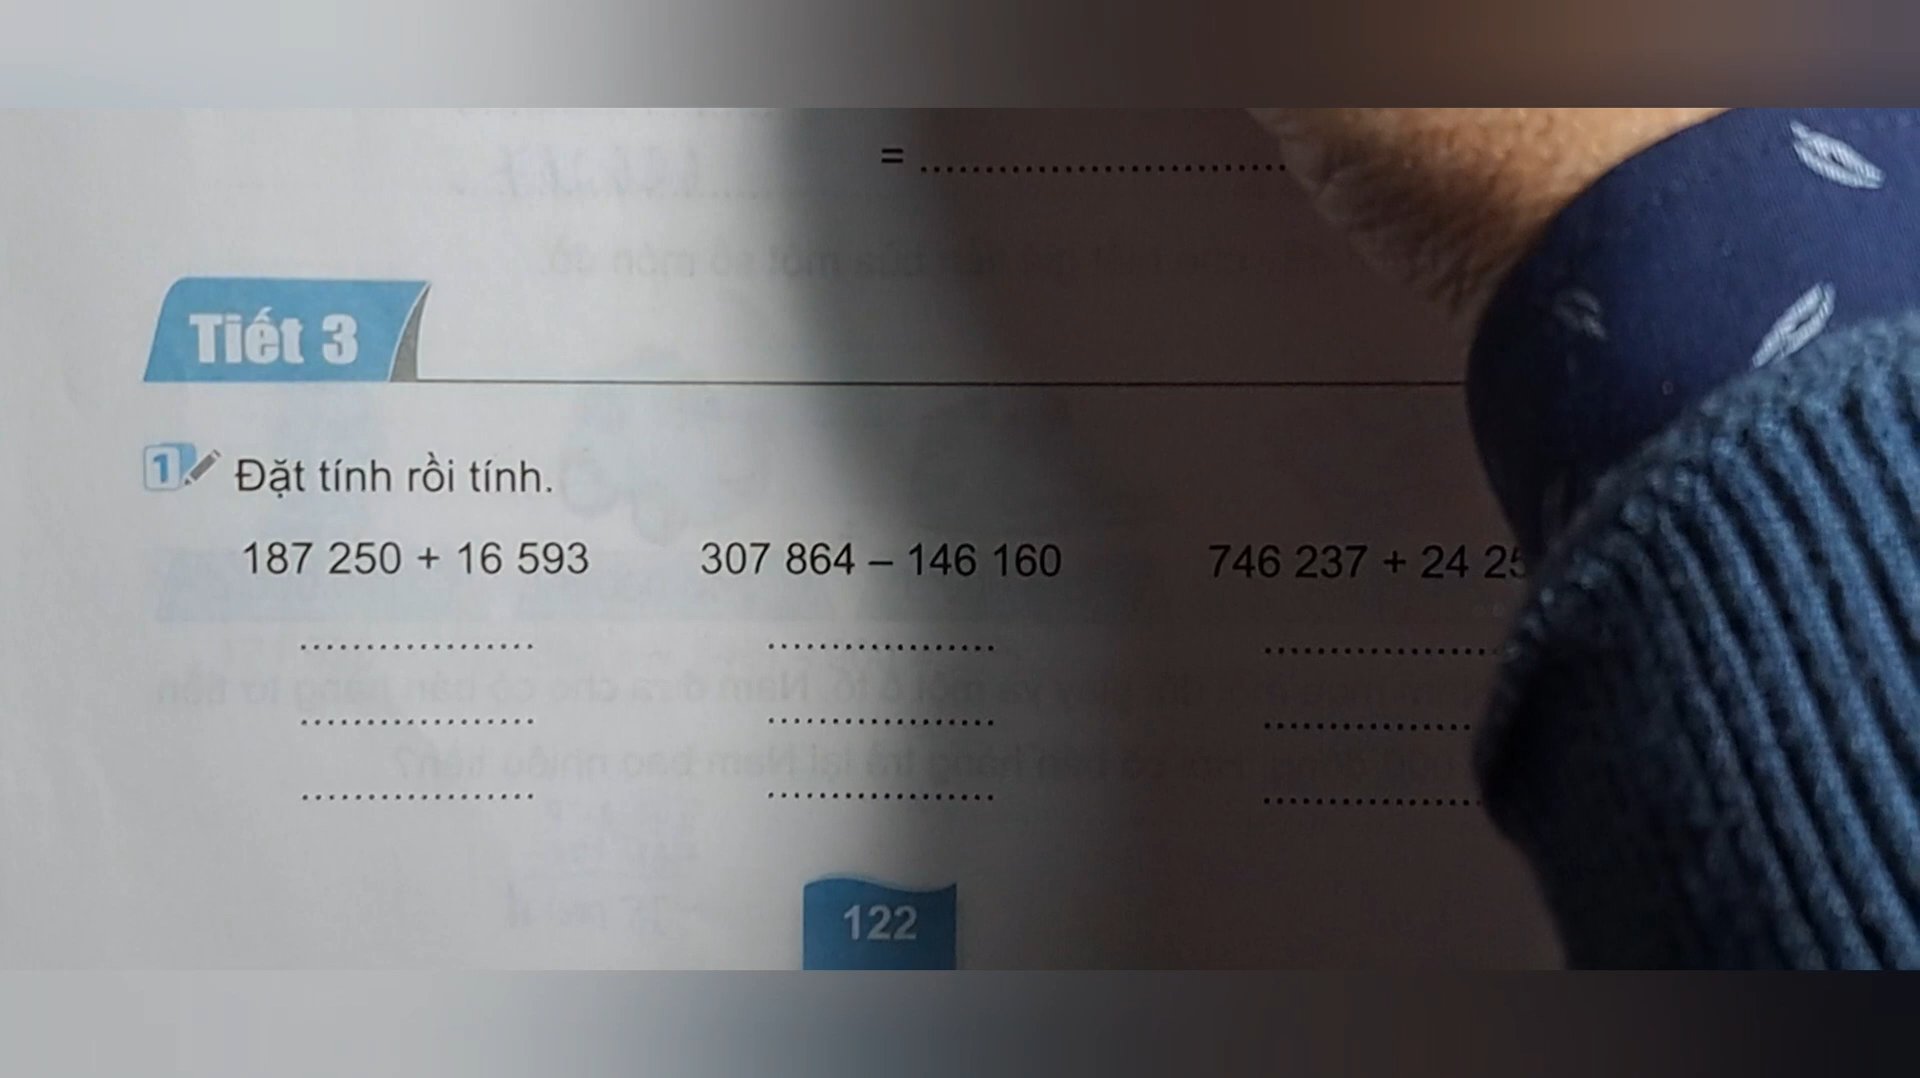 = ..............................
Tiết 3
1 Đặt tính rồi tính.
187 250 + 16 593 307 864 – 146 160 746 237 + 24
.................. .................. ..................
.................. .................. ..................
.................. .................. ..................
122